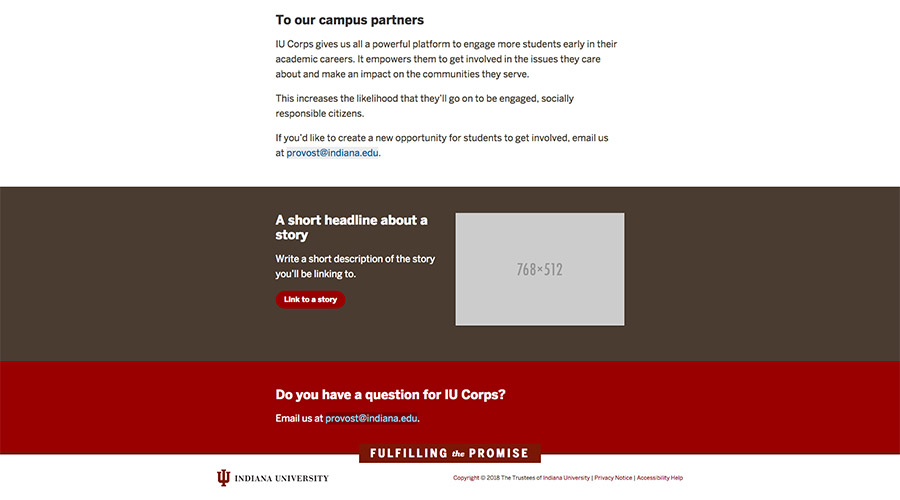 To our campus partners
IU Corps gives us all a powerful platform to engage more students early in their
academic careers. It empowers them to get involved in the issues they care
about and make an impact on the communities they serve.
This increases the likelihood that they'll go on to be engaged, socially
responsible citizens.
If you'd like to create a new opportunity for students to get involved, email us
at provost@indiana.edu.
A short headline about a
story
Write a short description of the story
you'll be linking to.
Link to a story
768×512
Do you have a question for IU Corps?
Email us at provost@indiana.edu.
FULFILLING the PROMISE
INDIANA UNIVERSITY
Copyright © 2018 The Trustees of Indiana University | Privacy Notice | Accessibility Help